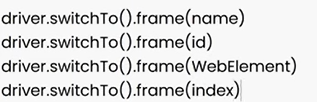 driver.switchTo().frame(name)
driver.switchTo().frame(id)
driver.switchTo().frame(WebElement)
driver.switchTo().frame(index)